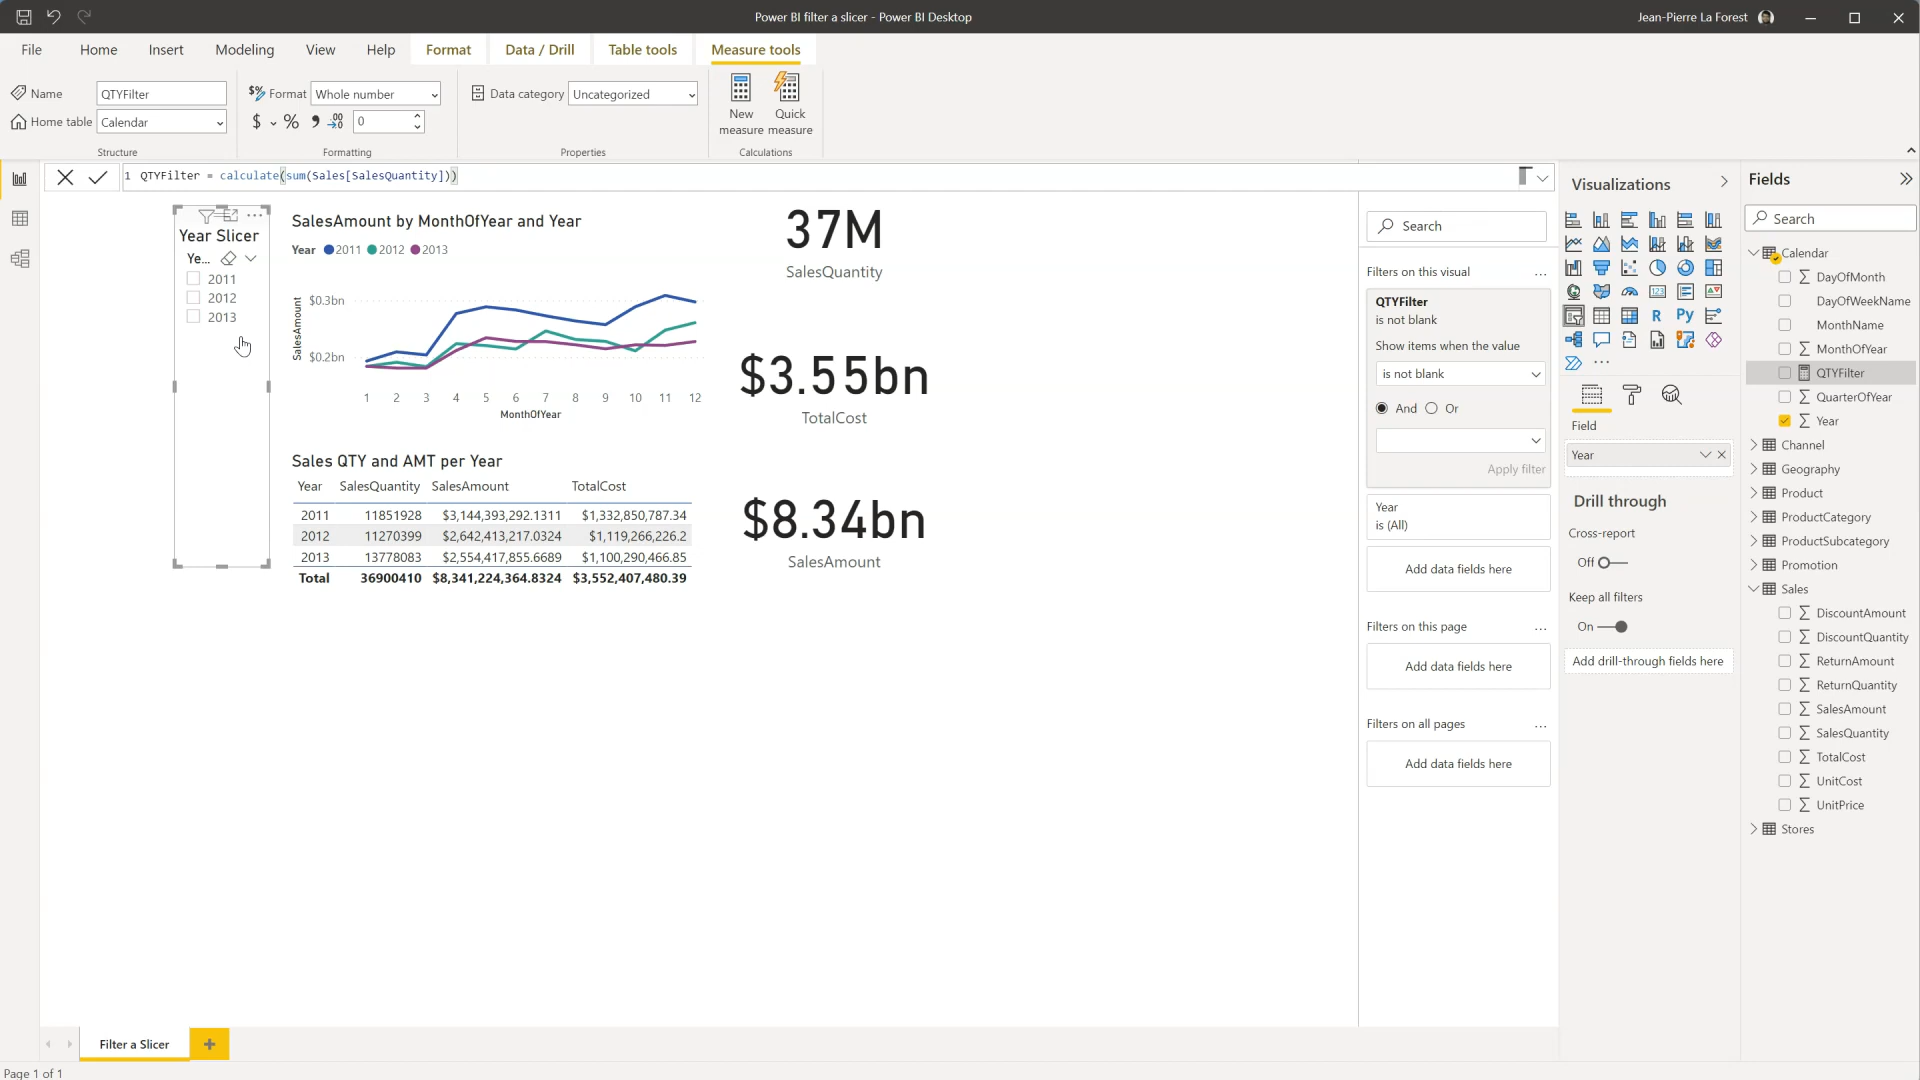 Power BI filter a slicer - Power BI Desktop
Jean-Pierre La Forest
File Home Insert Modeling View Help Format Data / Drill Table tools Measure tools
Name QTYFilter
Home table Calendar
Structure
$% Format Whole number
$ % , .00 0
Formatting
Data category Uncategorized
Properties
New measure
Quick measure
Calculations
1 QTYFilter = calculate(sum(Sales[SalesQuantity]))
Year Slicer
Ye...
2011
2012
2013
SalesAmount by MonthOfYear and Year
Year 2011 2012 2013
SalesAmount
$0.3bn
$0.2bn
1 2 3 4 5 6 7 8 9 10 11 12
MonthOfYear
Sales QTY and AMT per Year
Year SalesQuantity SalesAmount TotalCost
2011 11851928 $3,144,393,292.1311 $1,332,850,787.34
2012 11270399 $2,642,413,217.0324 $1,119,266,226.2
2013 13778083 $2,554,417,855.6689 $1,100,290,466.85
Total 36900410 $8,341,224,364.8324 $3,552,407,480.39
37M
SalesQuantity
$3.55bn
TotalCost
$8.34bn
SalesAmount
Search
Filters on this visual ...
QTYFilter
is not blank
Show items when the value
is not blank
And Or
Apply filter
Year
is (All)
Add data fields here
Filters on this page ...
Add data fields here
Filters on all pages ...
Add data fields here
Visualizations
123
R Py
...
Field
Year
Drill through
Cross-report
Off
Keep all filters
On
Add drill-through fields here
Fields
Search
Calendar
DayOfMonth
DayOfWeekName
MonthName
MonthOfYear
QTYFilter
QuarterOfYear
Year
Channel
Geography
Product
ProductCategory
ProductSubcategory
Promotion
Sales
DiscountAmount
DiscountQuantity
ReturnAmount
ReturnQuantity
SalesAmount
SalesQuantity
TotalCost
UnitCost
UnitPrice
Stores
Filter a Slicer
Page 1 of 1